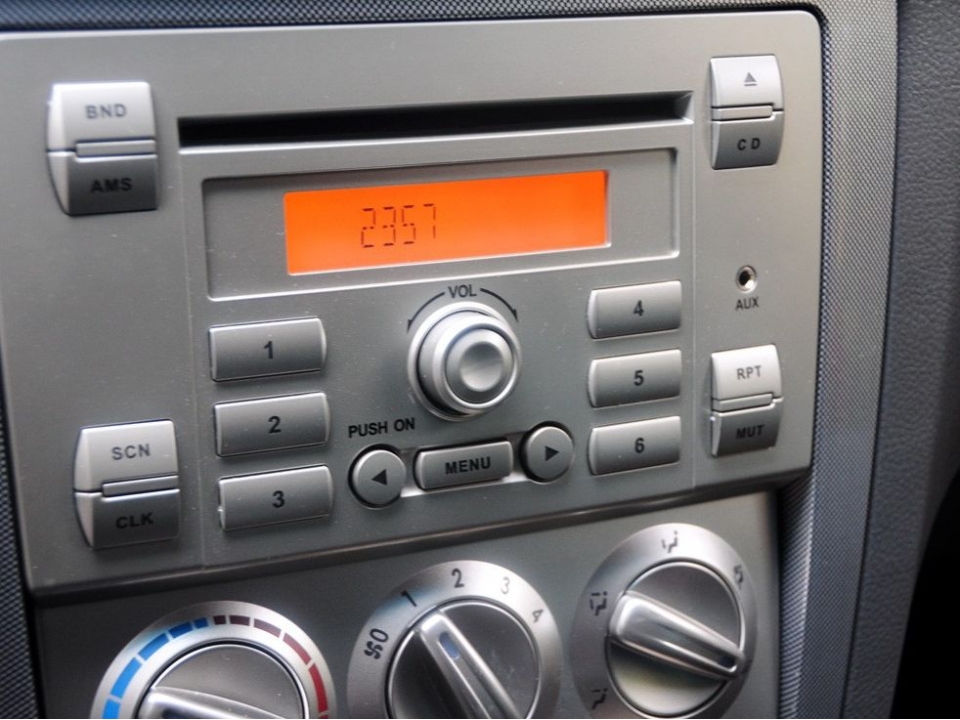 BND
AMS
CD
2357
VOL
AUX
1
2
3
4
5
6
PUSH ON
MENU
SCN
CLK
RPT
MUT
0
1
2
3
4